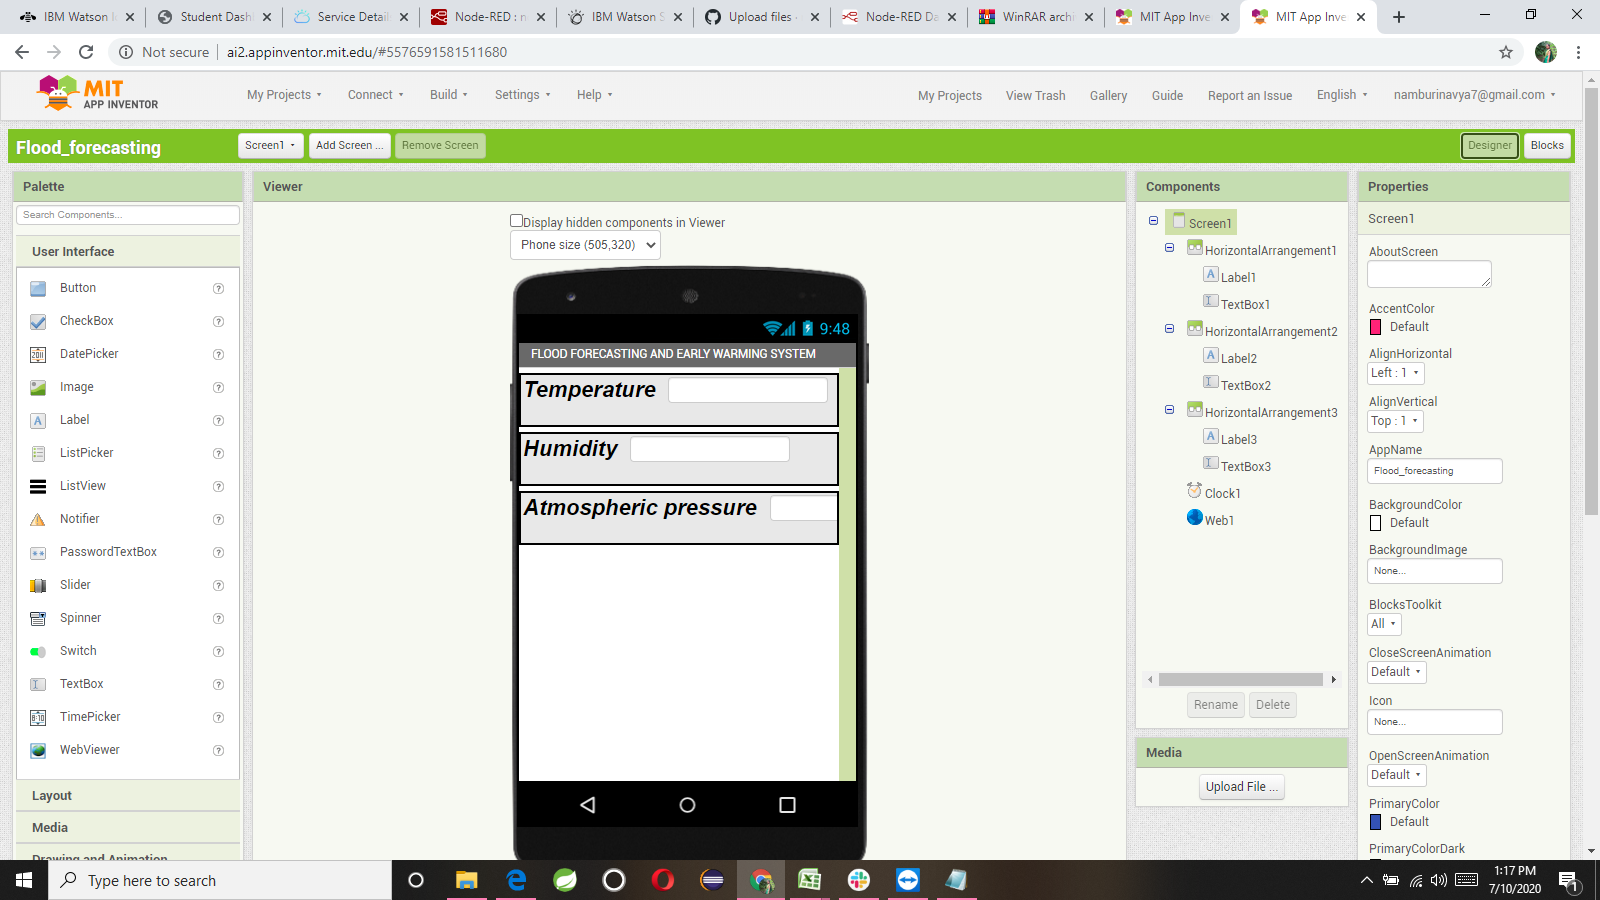 IBM Watson I
Student Dash
Service Detail
Node-RED : n
IBM Watson S
Upload files
Node-RED Da
WinRAR archi
MIT App Inve
MIT App Inve
Not secure
ai2.appinventor.mit.edu/#5576591581511680
MIT
APP INVENTOR
My Projects
Connect
Build
Settings
Help
My Projects
View Trash
Gallery
Guide
Report an Issue
English
namburinavya7@gmail.com
Flood_forecasting
Screen1
Add Screen ...
Remove Screen
Designer
Blocks
Palette
Search Components...
User Interface
Button
CheckBox
DatePicker
Image
Label
ListPicker
ListView
Notifier
PasswordTextBox
Slider
Spinner
Switch
TextBox
TimePicker
WebViewer
Layout
Media
Drawing and Animation
Viewer
Display hidden components in Viewer
Phone size (505,320)
9:48
FLOOD FORECASTING AND EARLY WARMING SYSTEM
Temperature
Humidity
Atmospheric pressure
Components
Screen1
HorizontalArrangement1
Label1
TextBox1
HorizontalArrangement2
Label2
TextBox2
HorizontalArrangement3
Label3
TextBox3
Clock1
Web1
Rename
Delete
Media
Upload File ...
Properties
Screen1
AboutScreen
AccentColor
Default
AlignHorizontal
Left : 1
AlignVertical
Top : 1
AppName
Flood_forecasting
BackgroundColor
Default
BackgroundImage
None...
BlocksToolkit
All
CloseScreenAnimation
Default
Icon
None...
OpenScreenAnimation
Default
PrimaryColor
Default
PrimaryColorDark
Type here to search
1:17 PM
7/10/2020
1